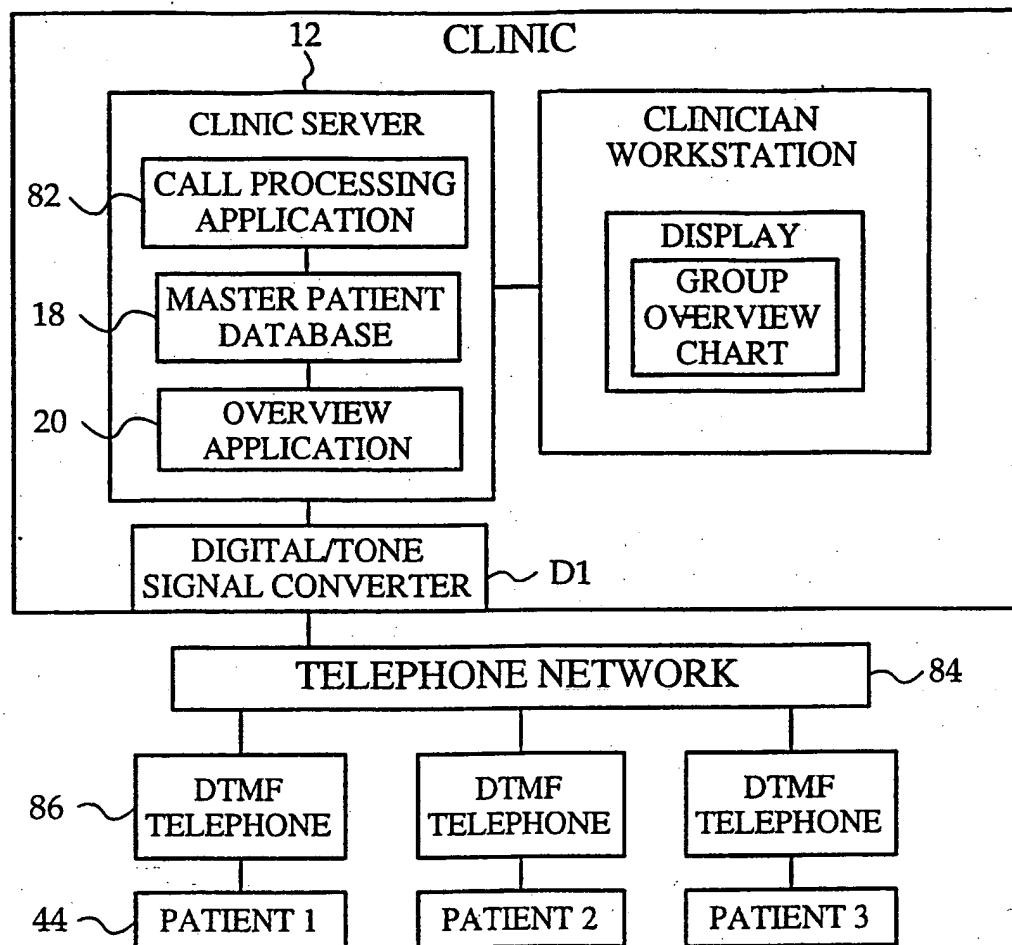 CLINIC
12
CLINIC SERVER
82
CALL PROCESSING
APPLICATION
18
MASTER PATIENT
DATABASE
20
OVERVIEW
APPLICATION
CLINICIAN
WORKSTATION
DISPLAY
GROUP
OVERVIEW
CHART
DIGITAL/TONE
SIGNAL CONVERTER
D1
TELEPHONE NETWORK
84
86
DTMF
TELEPHONE
DTMF
TELEPHONE
DTMF
TELEPHONE
44
PATIENT 1
PATIENT 2
PATIENT 3